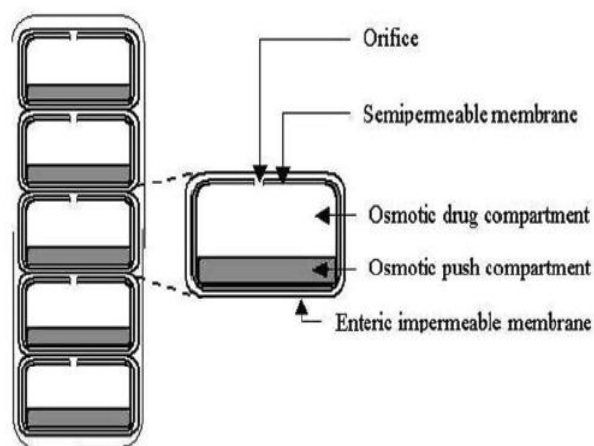 Orifice
Semipermeable membrane
Osmotic drug compartment
Osmotic push compartment
Enteric impermeable membrane